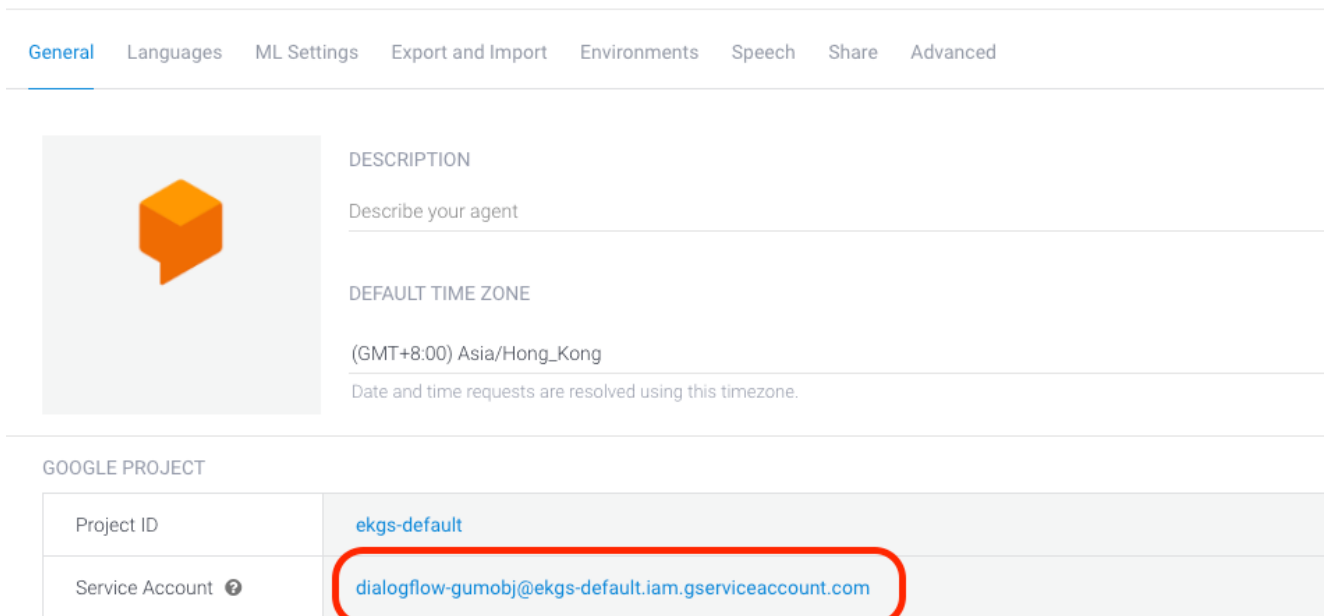 General Languages ML Settings Export and Import Environments Speech Share Advanced
DESCRIPTION
Describe your agent
DEFAULT TIME ZONE
(GMT+8:00) Asia/Hong_Kong
Date and time requests are resolved using this timezone.
GOOGLE PROJECT
Project ID ekgs-default
Service Account ? dialogflow-gumobj@ekgs-default.iam.gserviceaccount.com